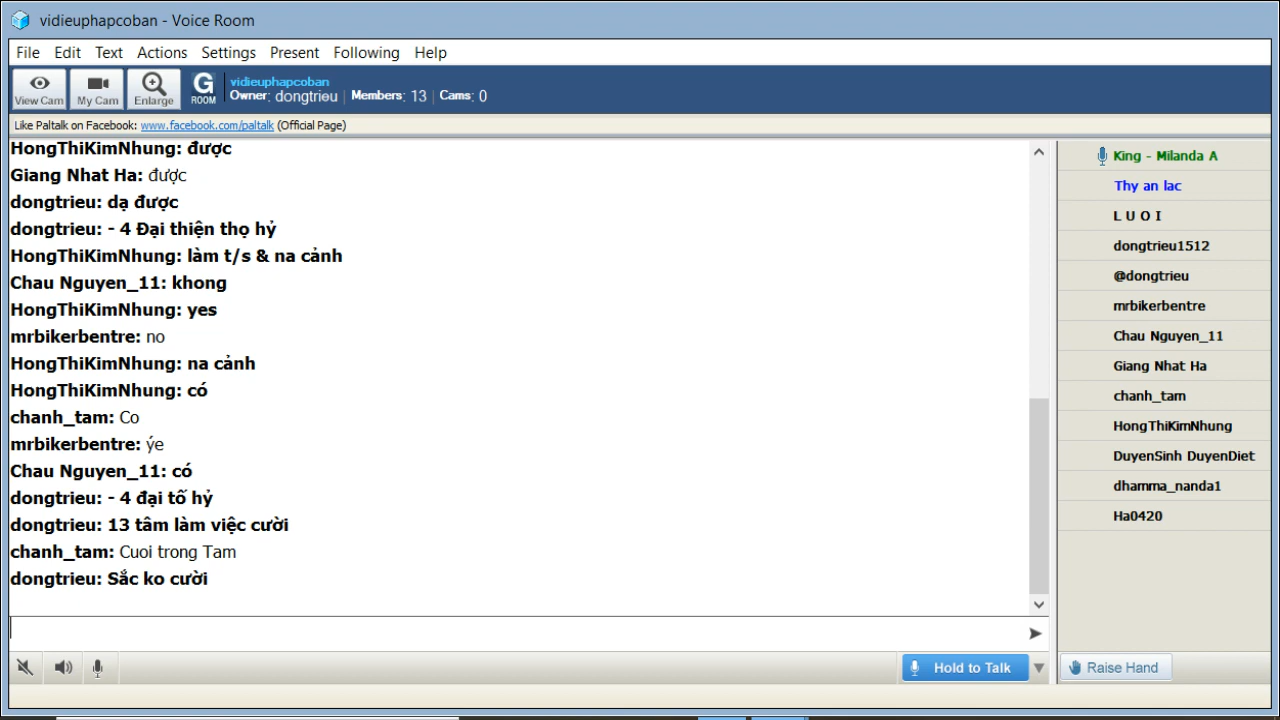 vidieuphapcoban - Voice Room
File Edit Text Actions Settings Present Following Help
View Cam My Cam Enlarge G ROOM
vidieuphapcoban
Owner: dongtrieu | Members: 13 | Cams: 0
Like Paltalk on Facebook: www.facebook.com/paltalk (Official Page)
HongThiKimNhung: được
Giang Nhat Ha: được
dongtrieu: dạ được
dongtrieu: - 4 Đại thiện thọ hỷ
HongThiKimNhung: làm t/s & na cảnh
Chau Nguyen_11: khong
HongThiKimNhung: yes
mrbikerbentre: no
HongThiKimNhung: na cảnh
HongThiKimNhung: có
chanh_tam: Co
mrbikerbentre: ýe
Chau Nguyen_11: có
dongtrieu: - 4 đại tố hỷ
dongtrieu: 13 tâm làm việc cười
chanh_tam: Cuoi trong Tam
dongtrieu: Sắc ko cười
King - Milanda A
Thy an lac
L U O I
dongtrieu1512
@dongtrieu
mrbikerbentre
Chau Nguyen_11
Giang Nhat Ha
chanh_tam
HongThiKimNhung
DuyenSinh DuyenDiet
dhamma_nanda1
Ha0420
Hold to Talk
Raise Hand